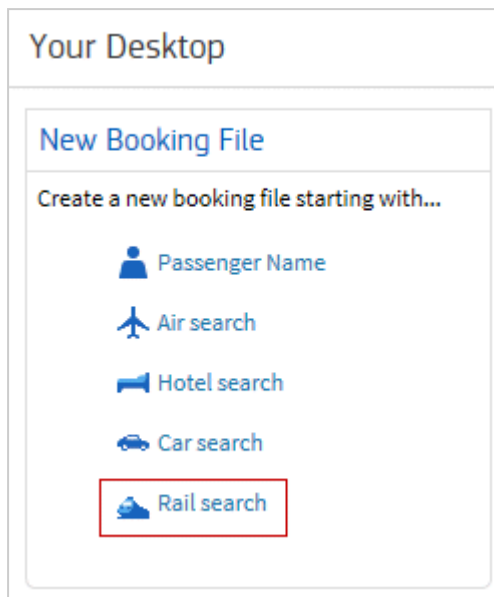 Your Desktop
New Booking File
Create a new booking file starting with...
Passenger Name
Air search
Hotel search
Car search
Rail search